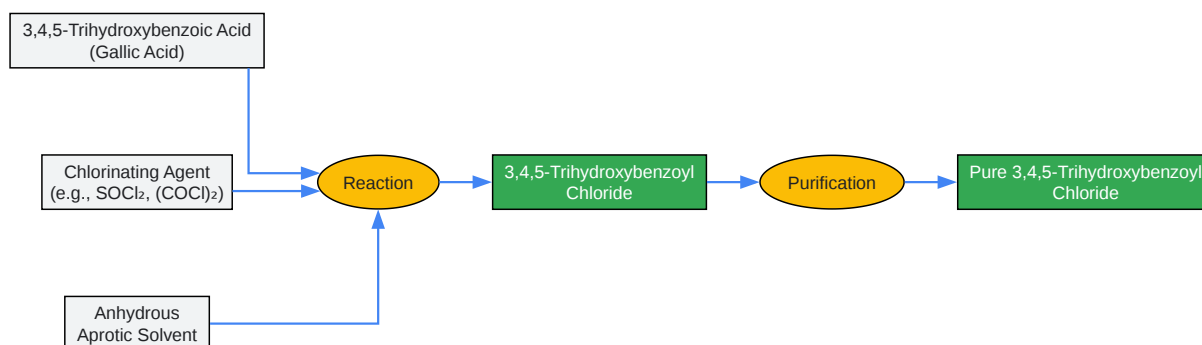 3,4,5-Trihydroxybenzoic Acid
(Gallic Acid)
Chlorinating Agent
(e.g., SOCl₂, (COCl)₂)
Reaction
3,4,5-Trihydroxybenzoyl
Chloride
Purification
Pure 3,4,5-Trihydroxybenzoyl
Chloride
Anhydrous
Aprotic Solvent